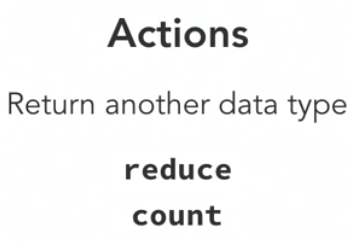 Actions
Return another data type
reduce
count